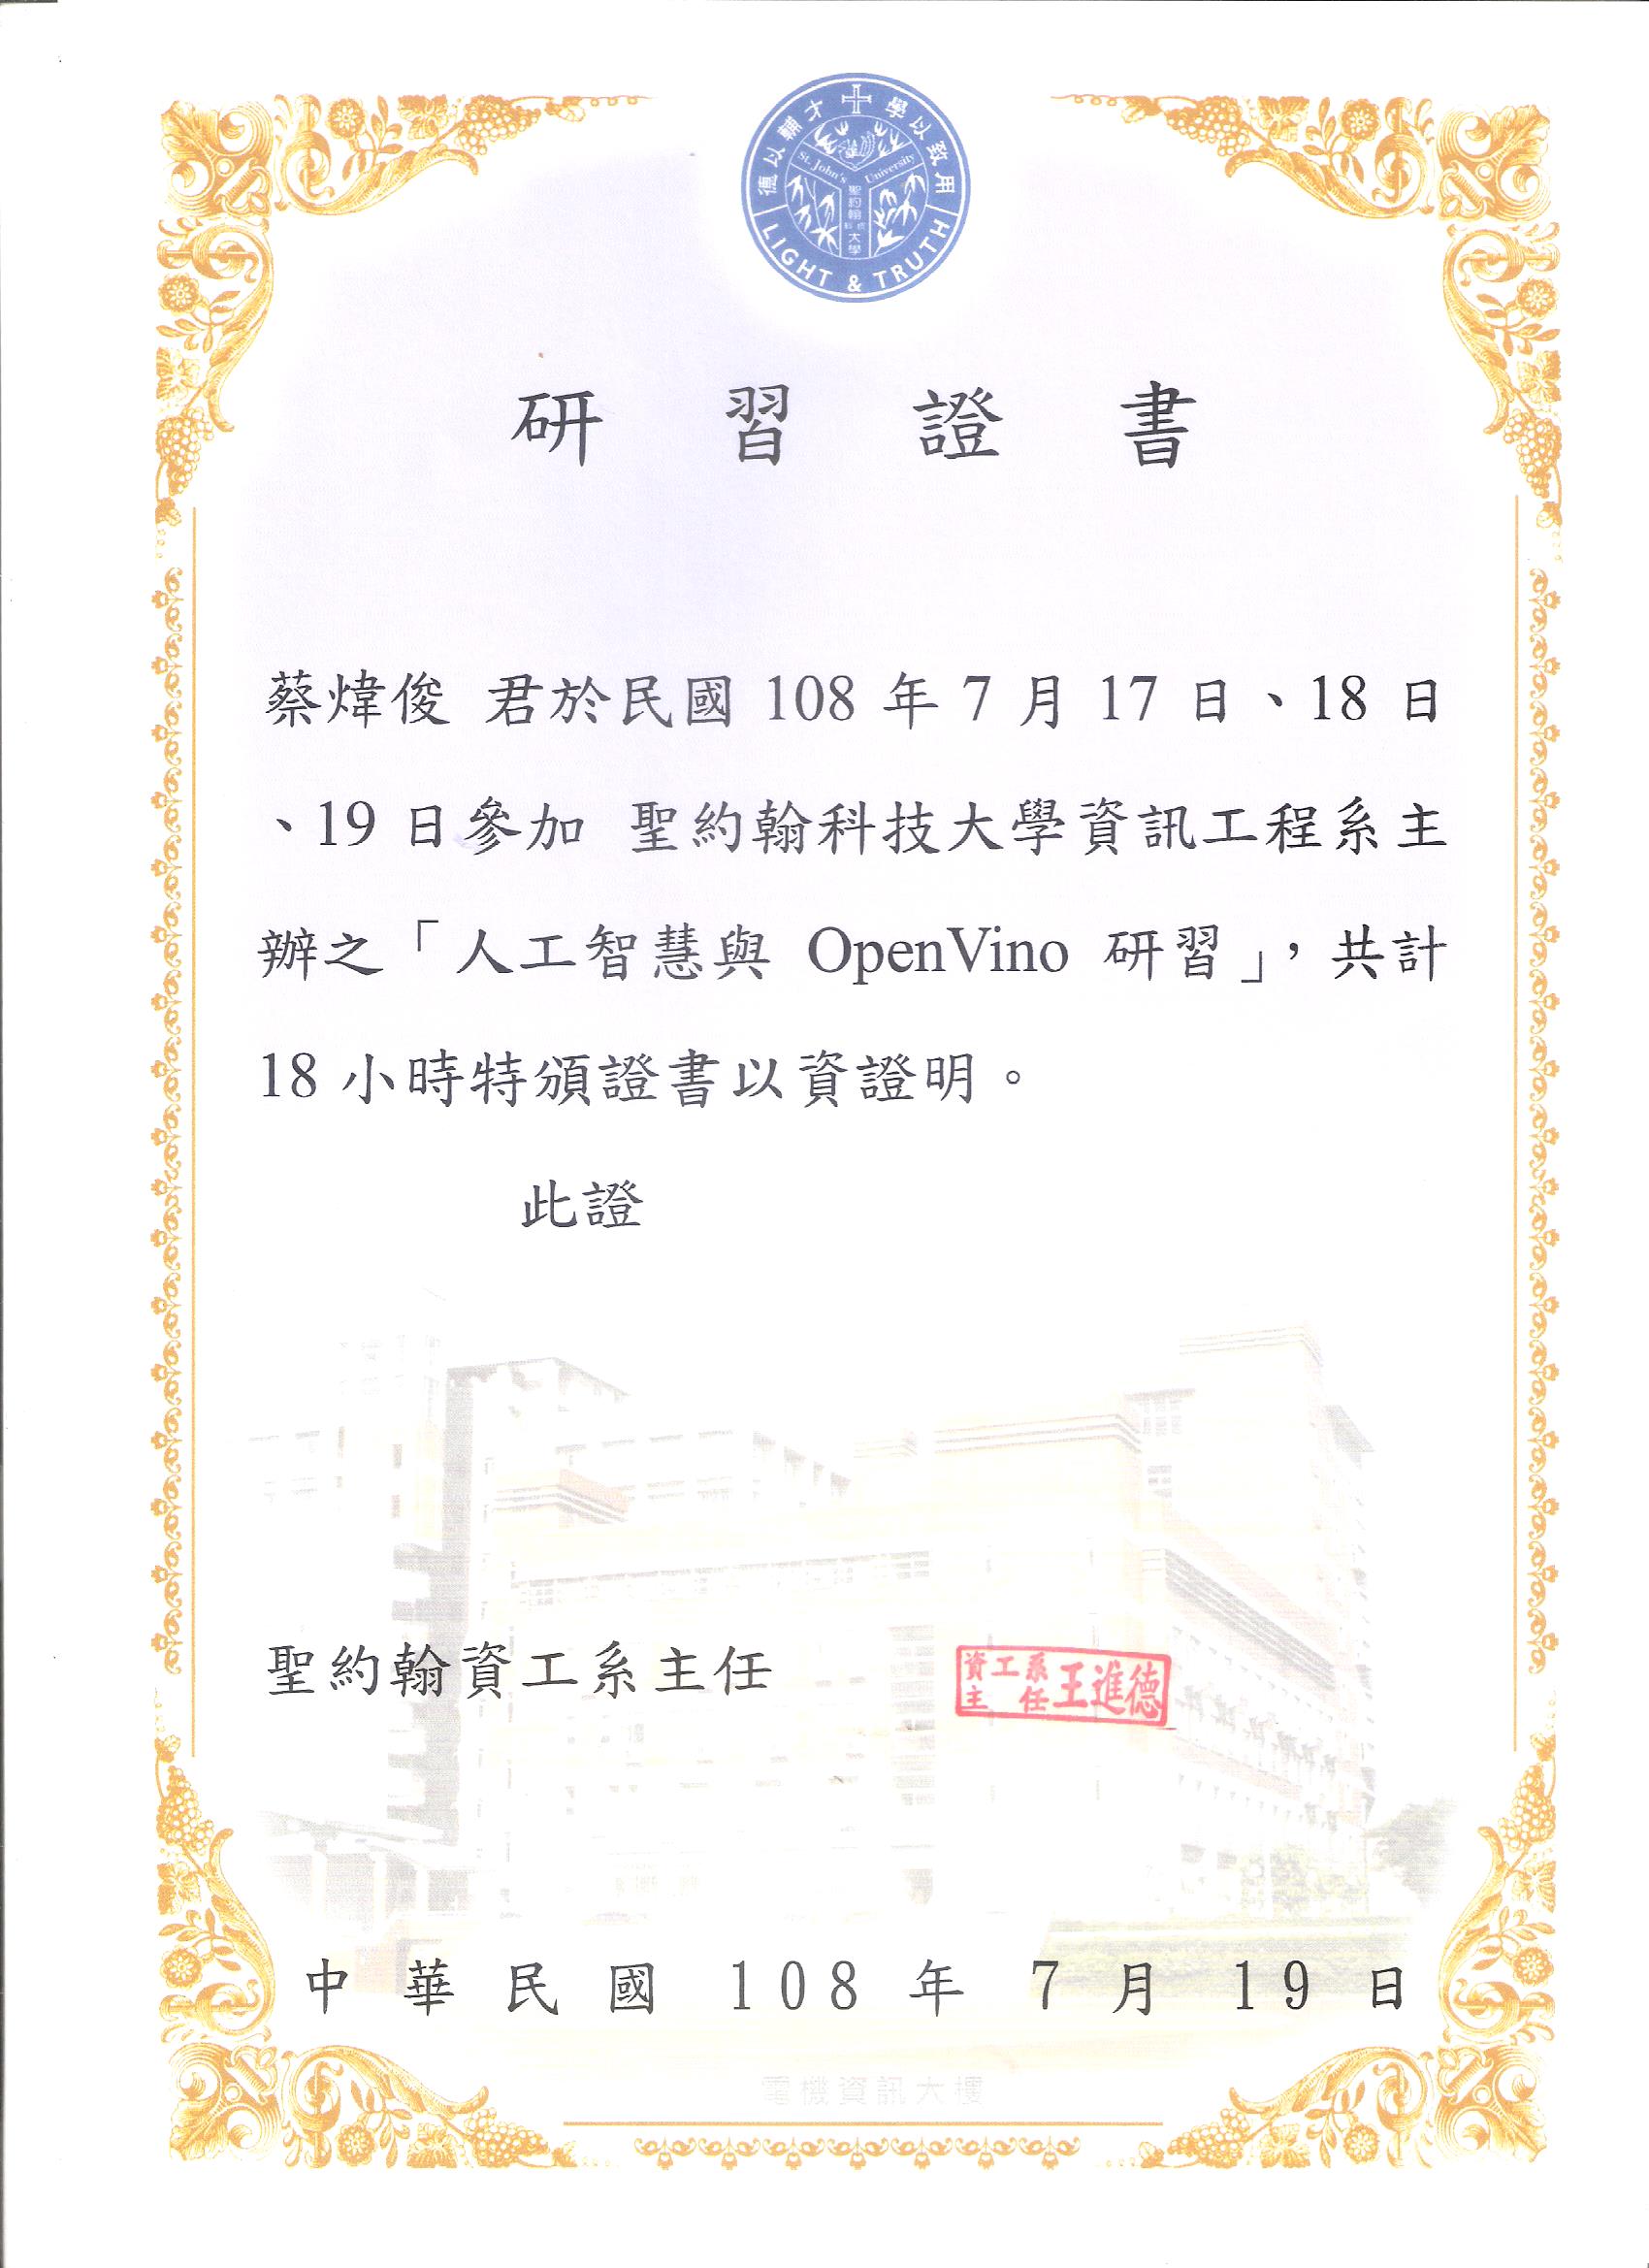 德以輔才 學以致用
St. John's University
聖約翰科技大學
LIGHT & TRUTH
研習證書
蔡煒俊 君於民國 108 年 7 月 17 日、18 日
、19 日參加 聖約翰科技大學資訊工程系主
辦之「人工智慧與 OpenVino 研習」，共計
18 小時特頒證書以資證明。
此證
聖約翰資工系主任
資工系主任王進德
中華民國 108 年 7 月 19 日
電機資訊大樓